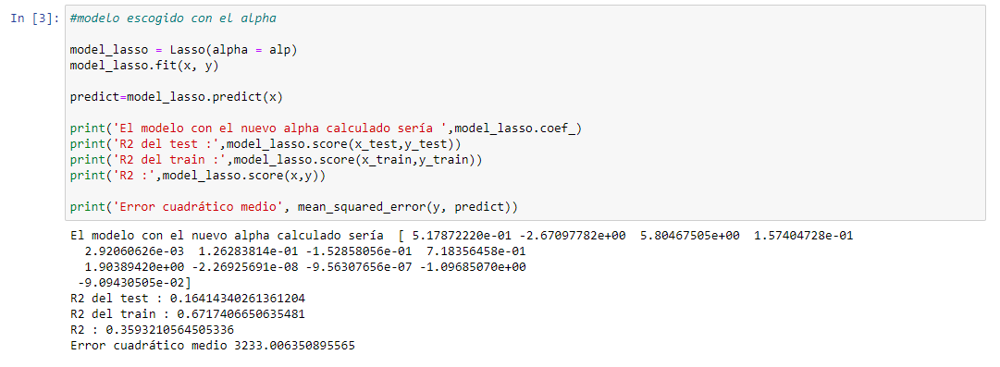 In [3]: #modelo escogido con el alpha
model_lasso = Lasso(alpha = alp)
model_lasso.fit(x, y)
predict=model_lasso.predict(x)
print('El modelo con el nuevo alpha calculado sería ',model_lasso.coef_)
print('R2 del test :',model_lasso.score(x_test,y_test))
print('R2 del train :',model_lasso.score(x_train,y_train))
print('R2 :',model_lasso.score(x,y))
print('Error cuadrático medio', mean_squared_error(y, predict))
El modelo con el nuevo alpha calculado sería  [ 5.17872220e-01 -2.67097782e+00  5.80467505e+00  1.57404728e-01
  2.92060626e-03  1.26283814e-01 -1.52858056e-01  7.18356458e-01
  1.90389420e+00 -2.26925691e-08 -9.56307656e-07 -1.09685070e+00
 -9.09430505e-02]
R2 del test : 0.16414340261361204
R2 del train : 0.6717406650635481
R2 : 0.3593210564505336
Error cuadrático medio 3233.006350895565